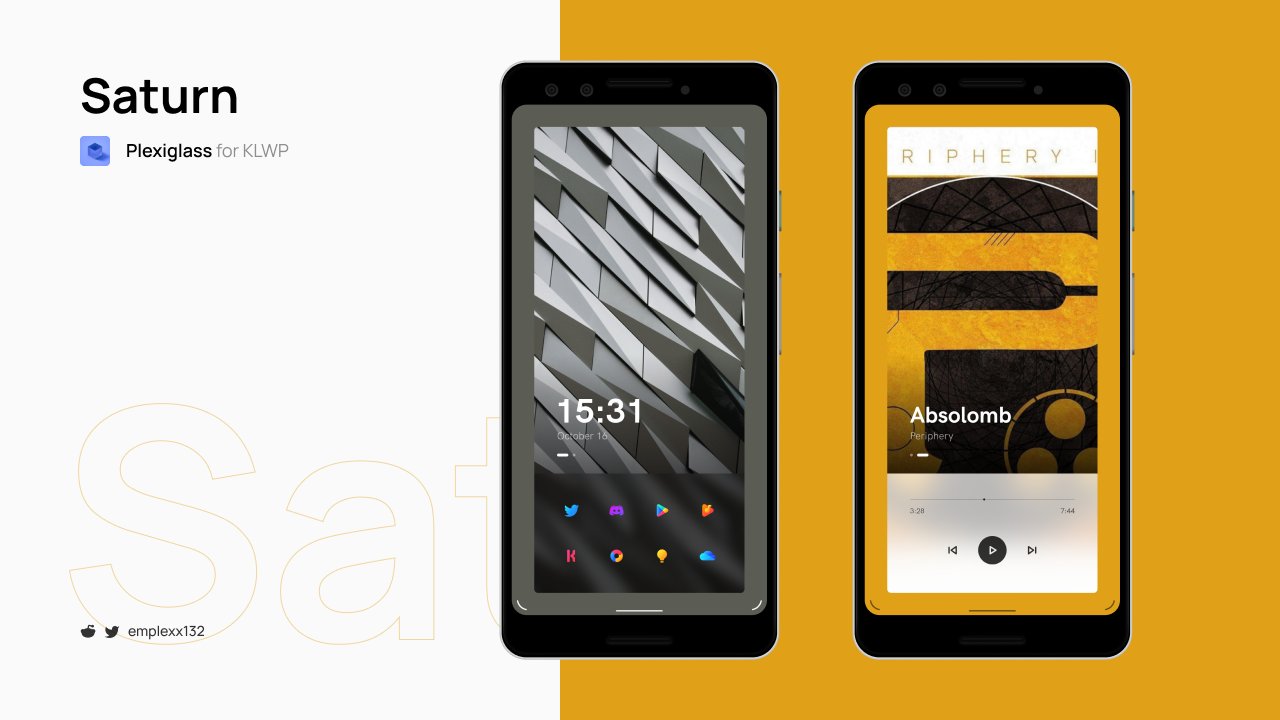 Saturn
Plexiglass for KLWP
Sat
emplexx132
15:31
October 16
RIPHERY I
Absolomb
Periphery
3:28
7:44